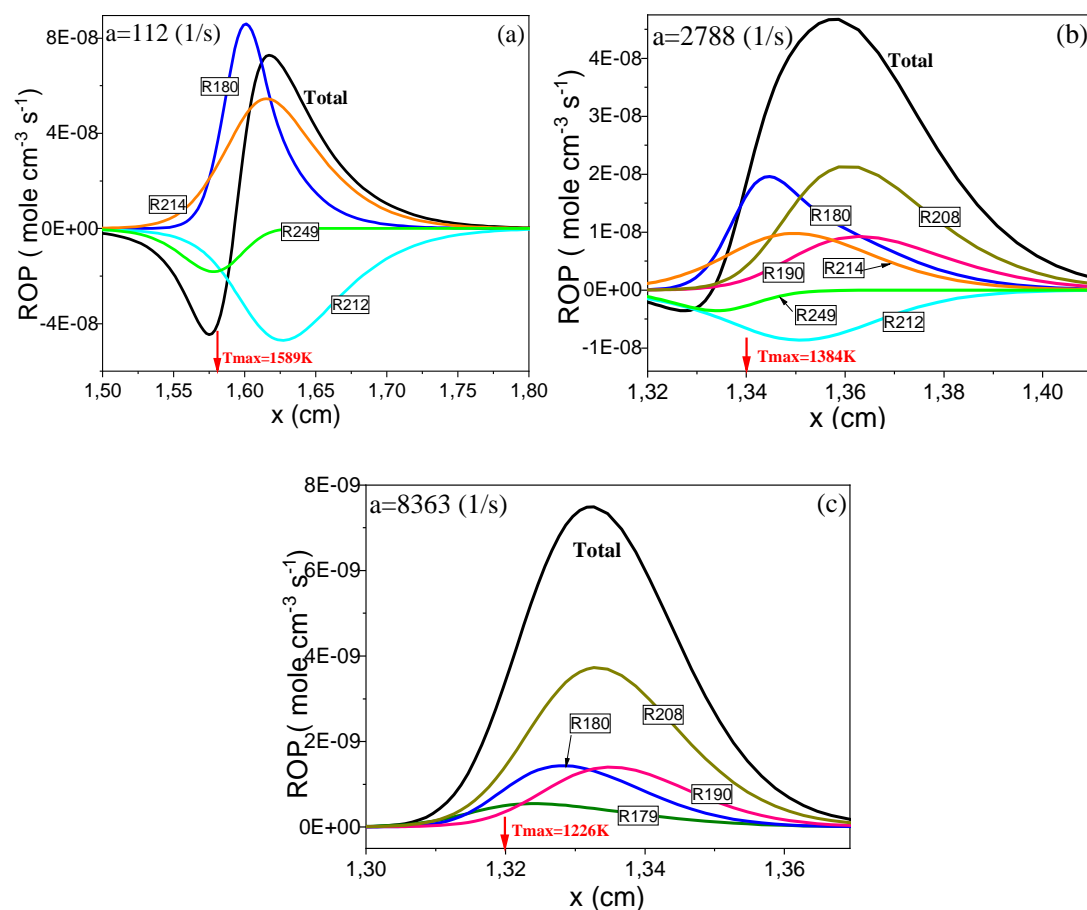 a=112 (1/s)
(a)
8E-08
4E-08
0E+00
-4E-08
ROP ( mole cm⁻³ s⁻¹)
R180
Total
R214
R249
R212
Tmax=1589K
1,50
1,55
1,60
1,65
1,70
1,75
1,80
x (cm)
a=2788 (1/s)
(b)
4E-08
3E-08
2E-08
1E-08
0E+00
-1E-08
ROP ( mole cm⁻³ s⁻¹)
Total
R180
R208
R190
R214
R249
R212
Tmax=1384K
1,32
1,34
1,36
1,38
1,40
x (cm)
a=8363 (1/s)
(c)
8E-09
6E-09
4E-09
2E-09
0E+00
ROP ( mole cm⁻³ s⁻¹)
Total
R180
R208
R190
R179
Tmax=1226K
1,30
1,32
1,34
1,36
x (cm)